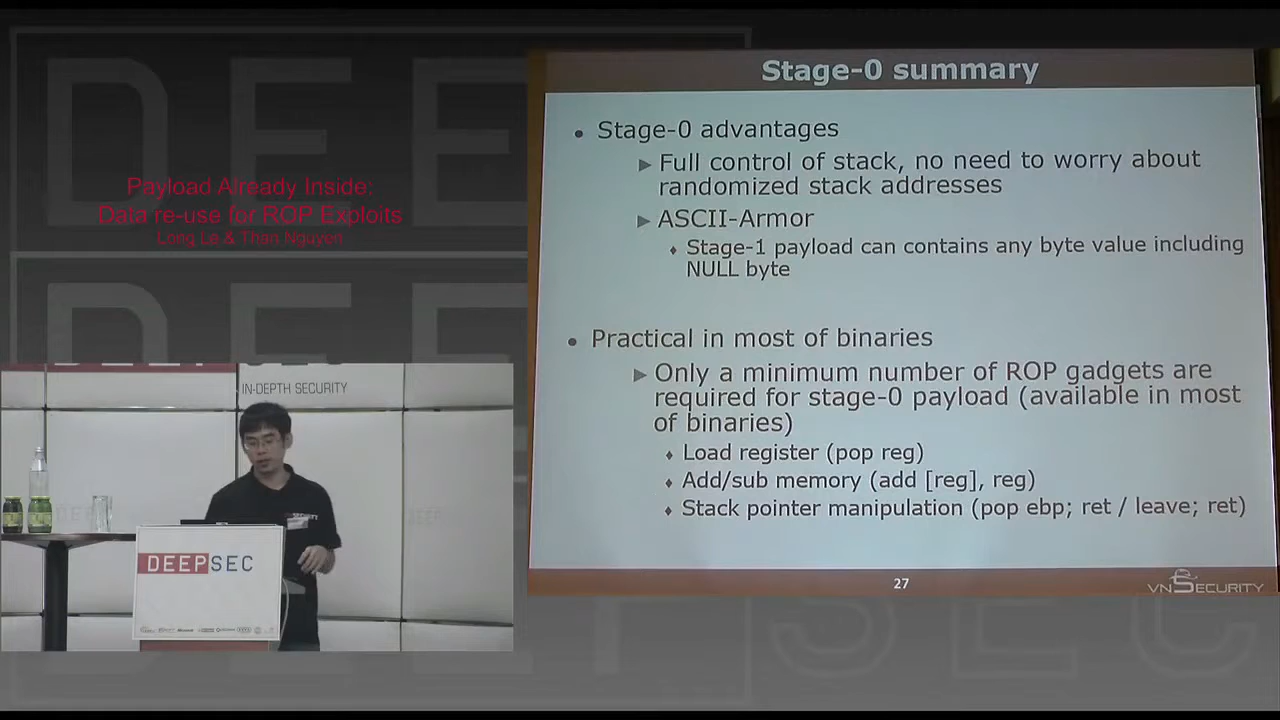 Payload Already Inside:
Data re-use for ROP Exploits
Long Le & Than Nguyen
Stage-0 summary
• Stage-0 advantages
Full control of stack, no need to worry about
randomized stack addresses
ASCII-Armor
Stage-1 payload can contains any byte value including
NULL byte
• Practical in most of binaries
Only a minimum number of ROP gadgets are
required for stage-0 payload (available in most
of binaries)
Load register (pop reg)
Add/sub memory (add [reg], reg)
Stack pointer manipulation (pop ebp; ret / leave; ret)
27
VNSECURITY
IN-DEPTH SECURITY
DEEPSEC